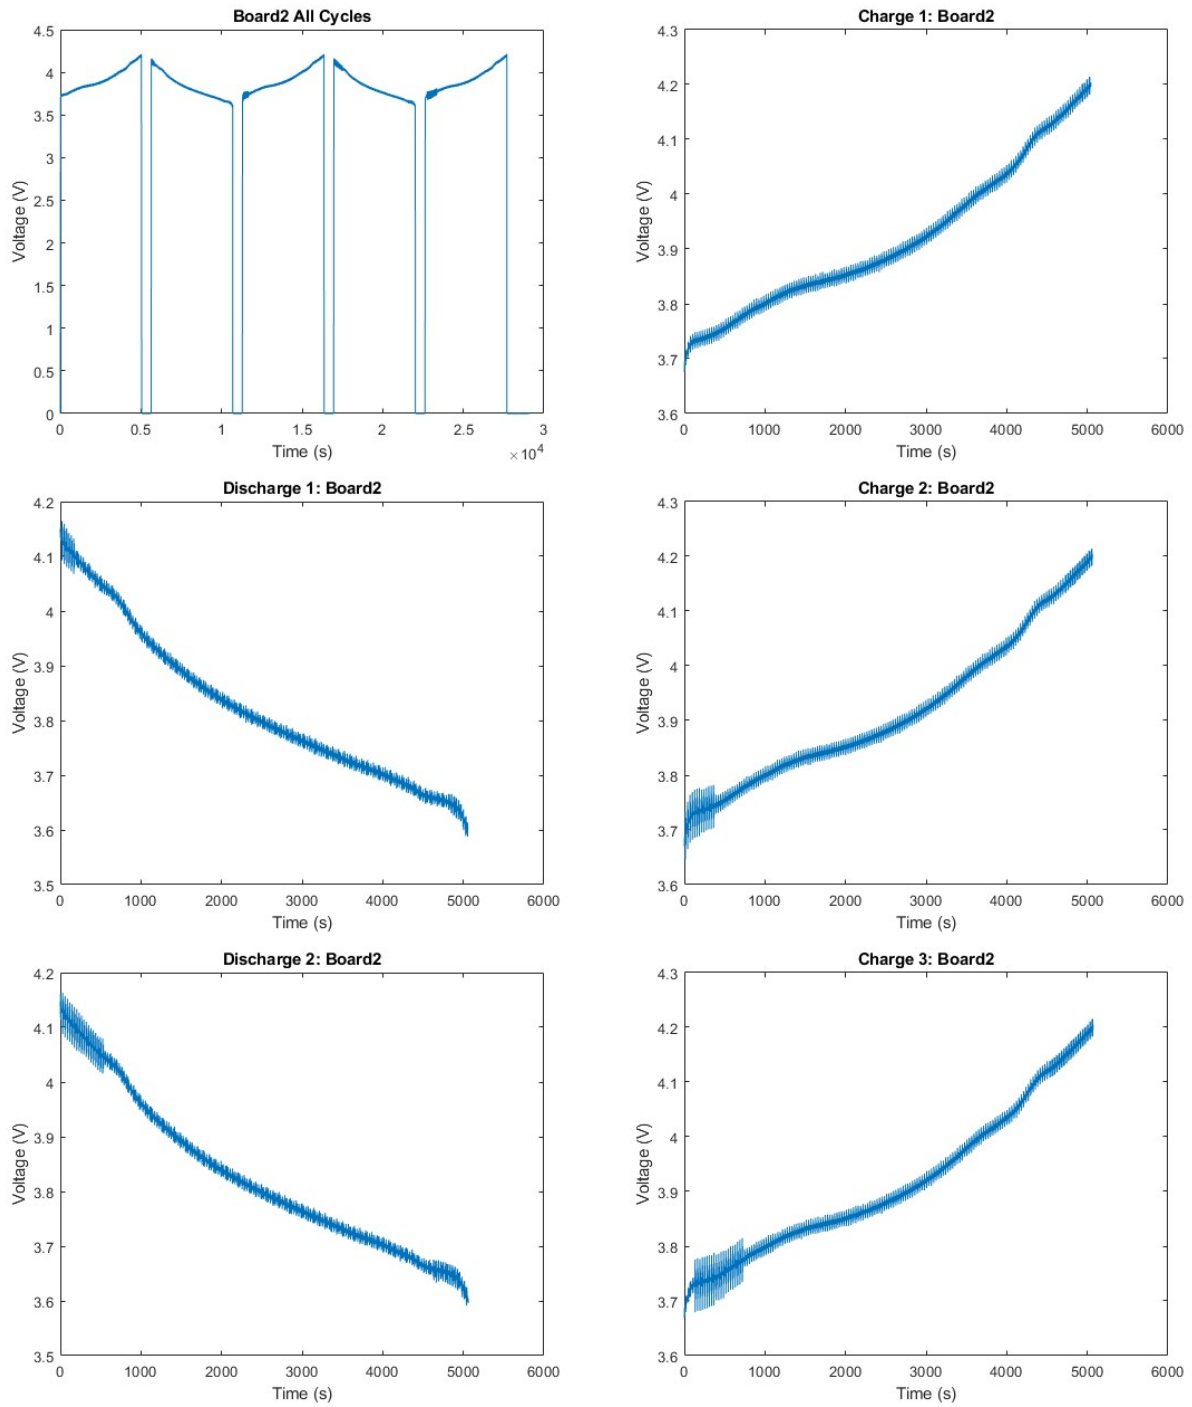 Board2 All Cycles
4.5
4
3.5
3
2.5
2
1.5
1
0.5
0
Voltage (V)
0 0.5 1 1.5 2 2.5 3
Time (s)
×10^4
Charge 1: Board2
4.3
4.2
4.1
4
3.9
3.8
3.7
3.6
Voltage (V)
0 1000 2000 3000 4000 5000 6000
Time (s)
Discharge 1: Board2
4.2
4.1
4
3.9
3.8
3.7
3.6
3.5
Voltage (V)
0 1000 2000 3000 4000 5000 6000
Time (s)
Charge 2: Board2
4.3
4.2
4.1
4
3.9
3.8
3.7
3.6
Voltage (V)
0 1000 2000 3000 4000 5000 6000
Time (s)
Discharge 2: Board2
4.2
4.1
4
3.9
3.8
3.7
3.6
3.5
Voltage (V)
0 1000 2000 3000 4000 5000 6000
Time (s)
Charge 3: Board2
4.3
4.2
4.1
4
3.9
3.8
3.7
3.6
Voltage (V)
0 1000 2000 3000 4000 5000 6000
Time (s)